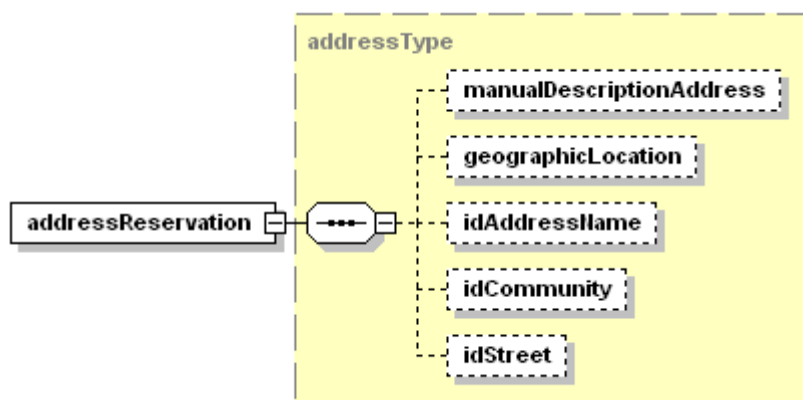 addressType
manualDescriptionAddress
geographicLocation
addressReservation
idAddressName
idCommunity
idStreet